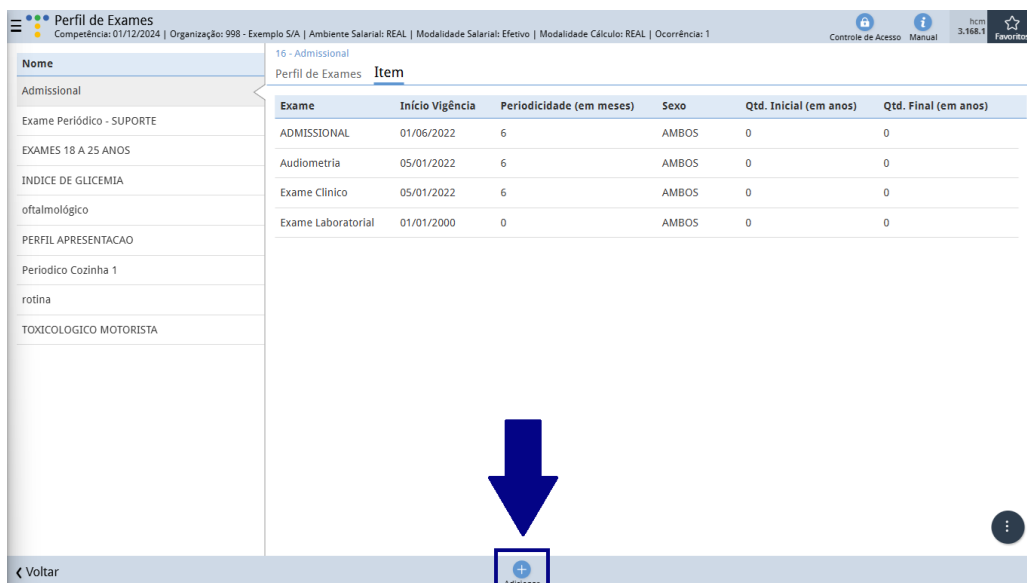 Perfil de Exames
Competência: 01/12/2024 | Organização: 998 - Exemplo S/A | Ambiente Salarial: REAL | Modalidade Salarial: Efetivo | Modalidade Cálculo: REAL | Ocorrência: 1
Controle de Acesso
Manual
hcm
3.168.1
Favoritos
Nome
Admissional
Exame Periódico - SUPORTE
EXAMES 18 A 25 ANOS
INDICE DE GLICEMIA
oftalmológico
PERFIL APRESENTACAO
Periodico Cozinha 1
rotina
TOXICOLOGICO MOTORISTA
16 - Admissional
Perfil de Exames Item
Exame Início Vigência Periodicidade (em meses) Sexo Qtd. Inicial (em anos) Qtd. Final (em anos)
ADMISSIONAL 01/06/2022 6 AMBOS 0 0
Audiometria 05/01/2022 6 AMBOS 0 0
Exame Clinico 05/01/2022 6 AMBOS 0 0
Exame Laboratorial 01/01/2000 0 AMBOS 0 0
Voltar
Adicionar